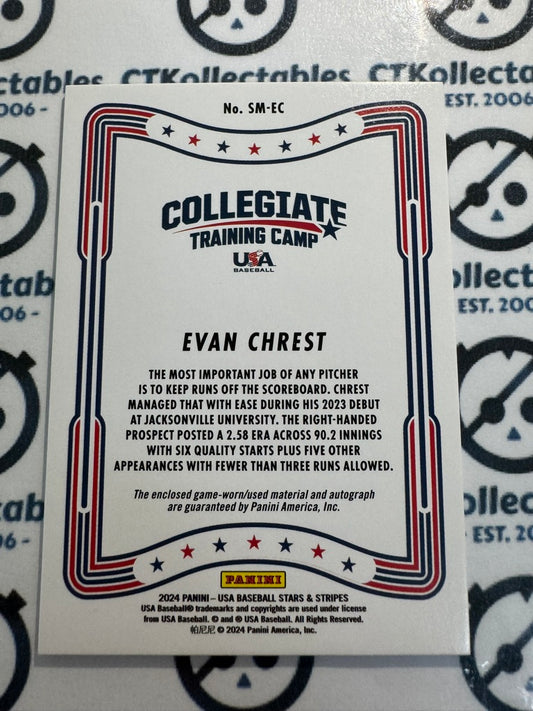 CTKollectables
EST. 2006 -
No. SM-EC
COLLEGIATE
TRAINING CAMP
USA
BASEBALL
EVAN CHREST
THE MOST IMPORTANT JOB OF ANY PITCHER
IS TO KEEP RUNS OFF THE SCOREBOARD. CHREST
MANAGED THAT WITH EASE DURING HIS 2023 DEBUT
AT JACKSONVILLE UNIVERSITY. THE RIGHT-HANDED
PROSPECT POSTED A 2.58 ERA ACROSS 90.2 INNINGS
WITH SIX QUALITY STARTS PLUS FIVE OTHER
APPEARANCES WITH FEWER THAN THREE RUNS ALLOWED.
The enclosed game-worn/used material and autograph
are guaranteed by Panini America, Inc.
PANINI
2024 PANINI – USA BASEBALL STARS & STRIPES
USA Baseball® trademarks and copyrights are used under license
from USA Baseball. © and ® USA Baseball. All Rights Reserved.
帕尼尼 © 2024 Panini America, Inc.